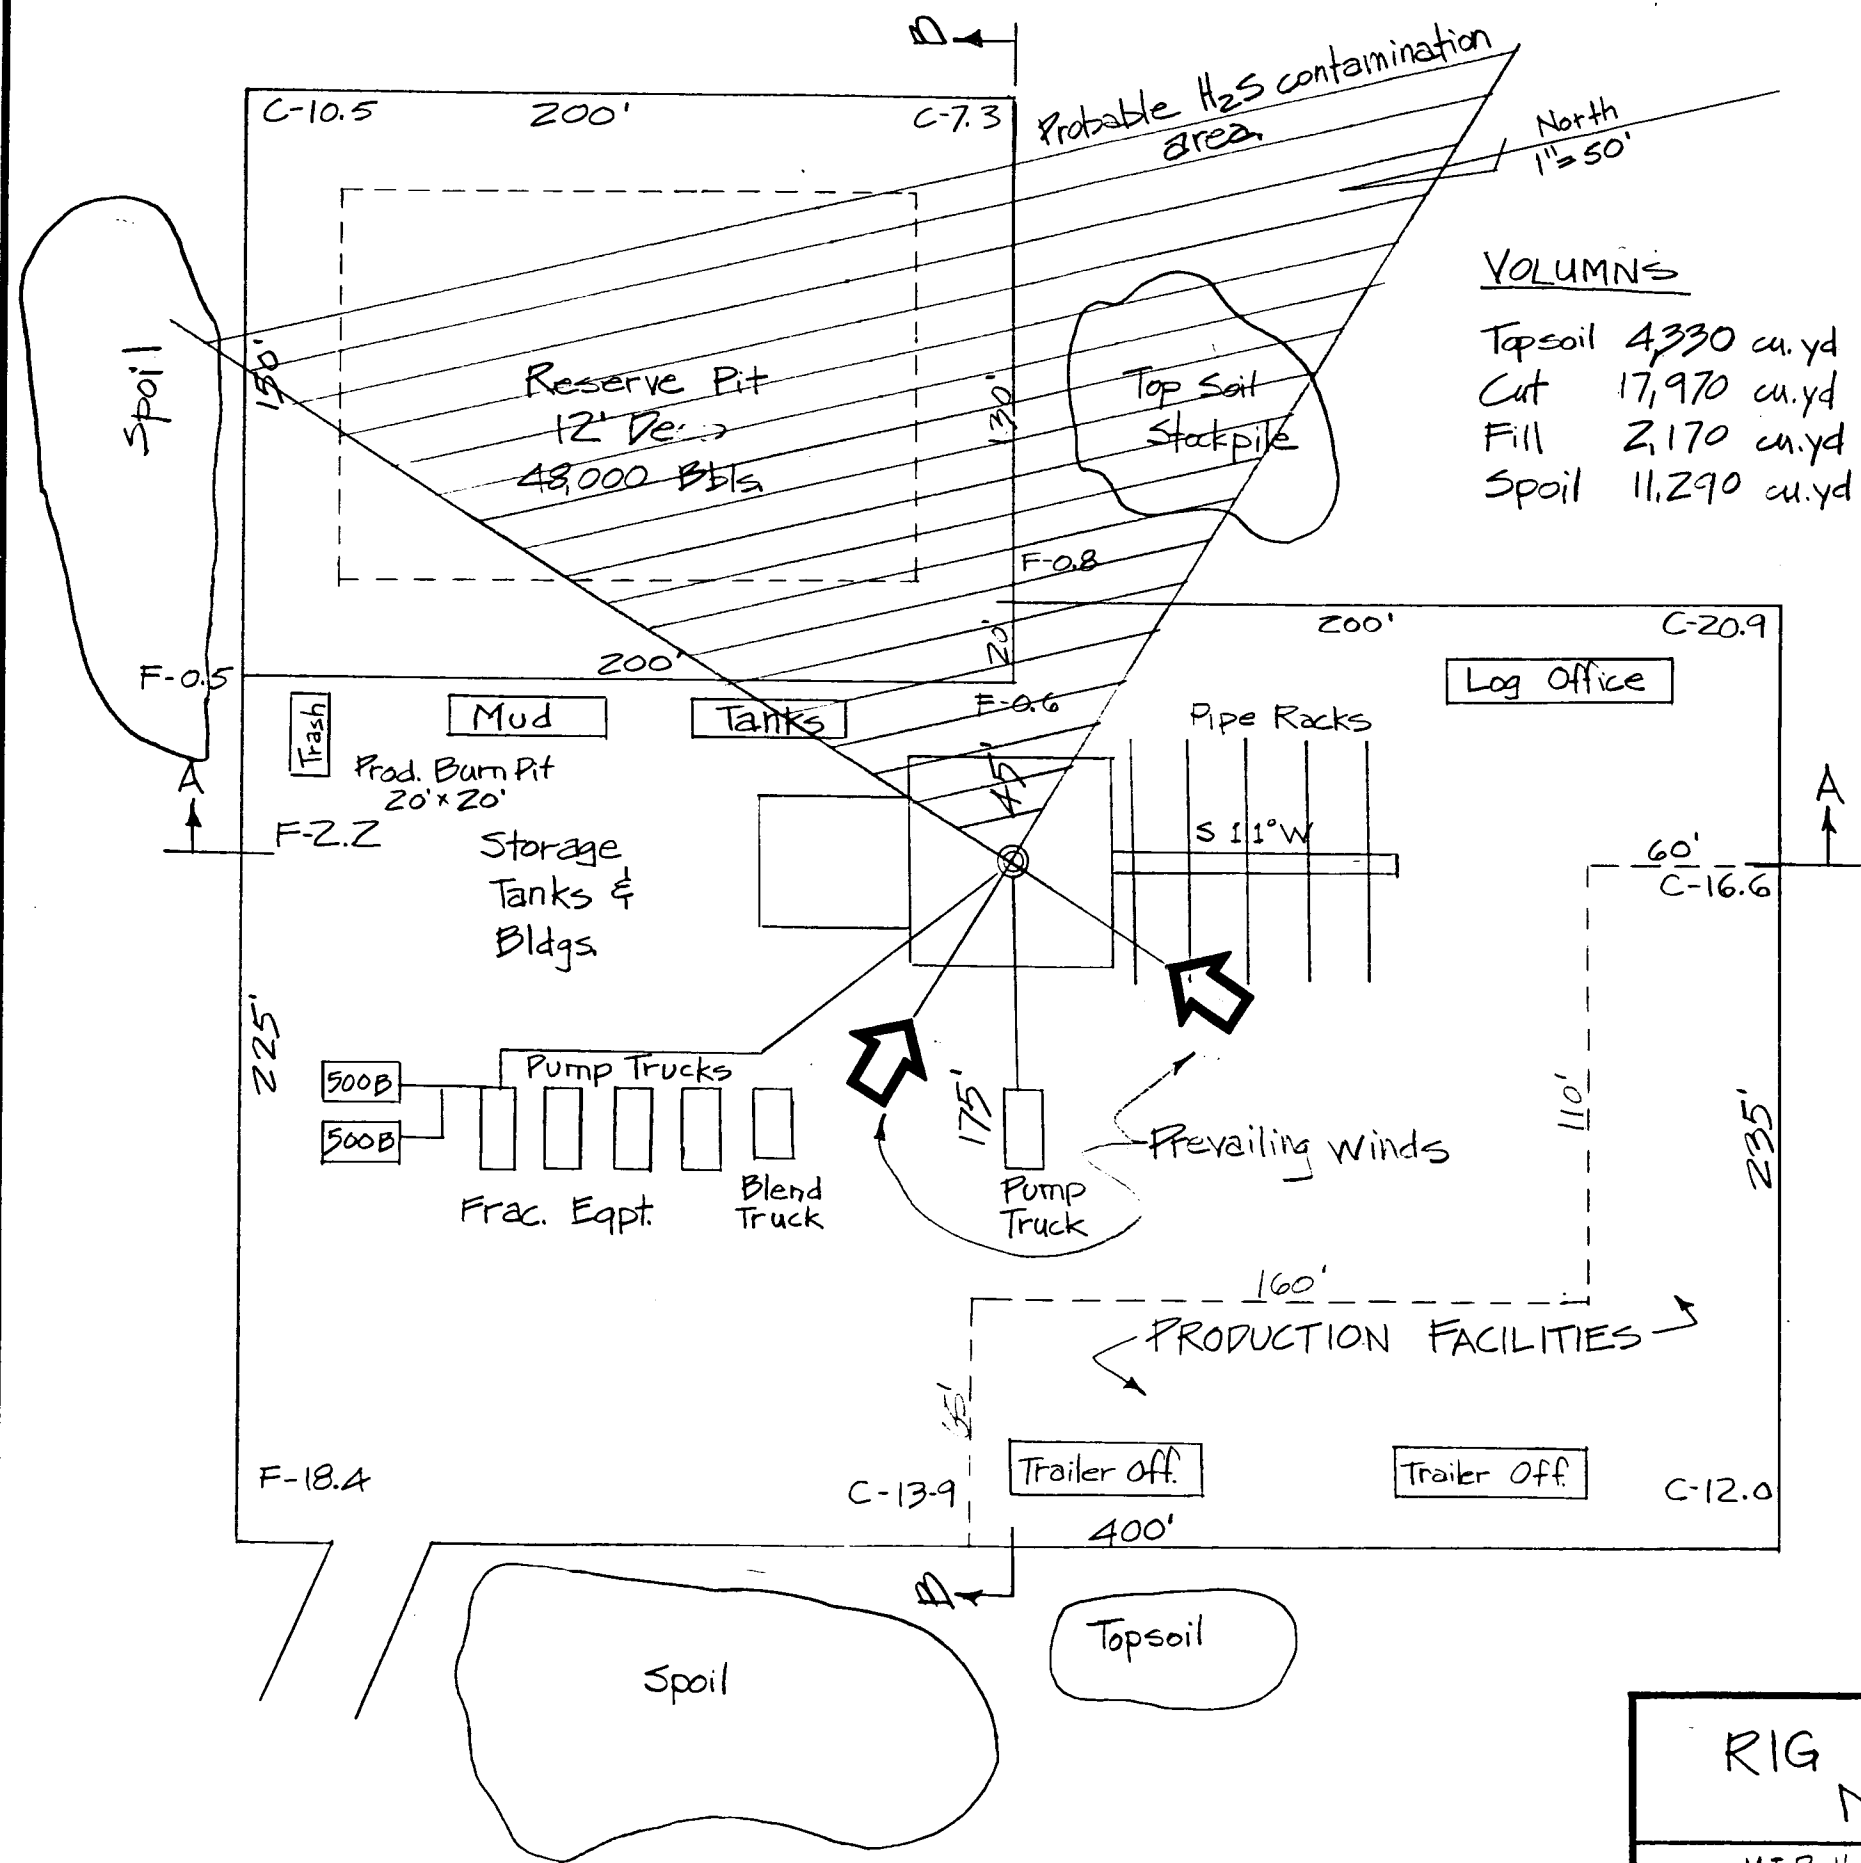 B
C-10.5 200' C-7.3
Probable H2S contamination
area
North
1"=50'
VOLUMNS
Topsoil 4,330 cu.yd
Cut 17,970 cu.yd
Fill 2,170 cu.yd
Spoil 11,290 cu.yd
Spoil
150'
Reserve Pit
12'
48,000 Bbls.
130'
Top Soil
Stockpile
F-0.8
20'
200' C-20.9
F-0.5
200'
Log Office
Trash
Mud
Tanks
F-0.6
Pipe Racks
Prod. Burn Pit
20' x 20'
45'
A
A
F-2.2
S 11° W
60'
C-16.6
Storage
Tanks &
Bldgs.
225'
500B
500B
Pump Trucks
175'
110'
235'
Prevailing Winds
Frac. Eqpt.
Blend
Truck
Pump
Truck
160'
PRODUCTION FACILITIES
F-18.4
C-13.9
Trailer Off.
Trailer Off.
C-12.0
400'
B
Topsoil
Spoil
RIG